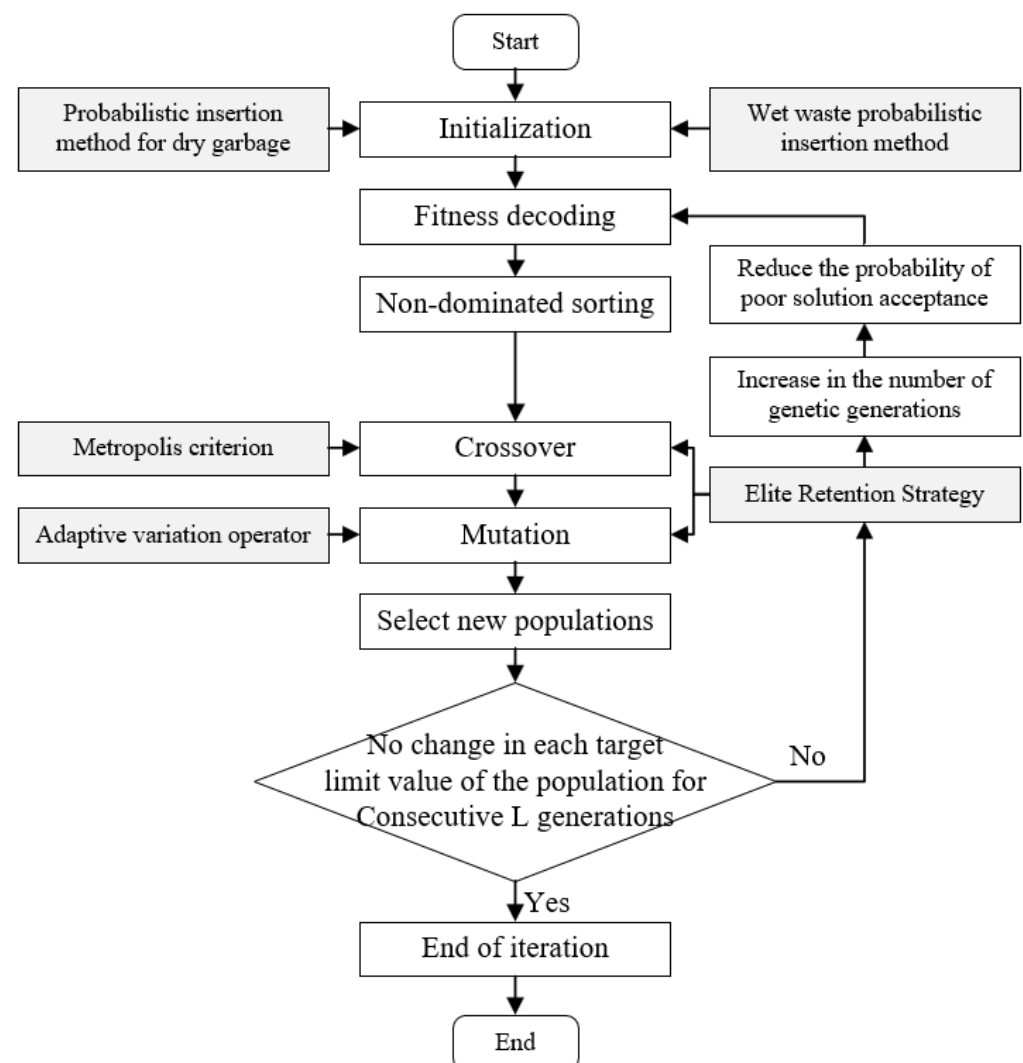 Start
Probabilistic insertion
method for dry garbage
Initialization
Wet waste probabilistic
insertion method
Fitness decoding
Reduce the probability of
poor solution acceptance
Non-dominated sorting
Increase in the number of
genetic generations
Metropolis criterion
Crossover
Elite Retention Strategy
Adaptive variation operator
Mutation
Select new populations
No change in each target
limit value of the population for
Consecutive L generations
No
Yes
End of iteration
End